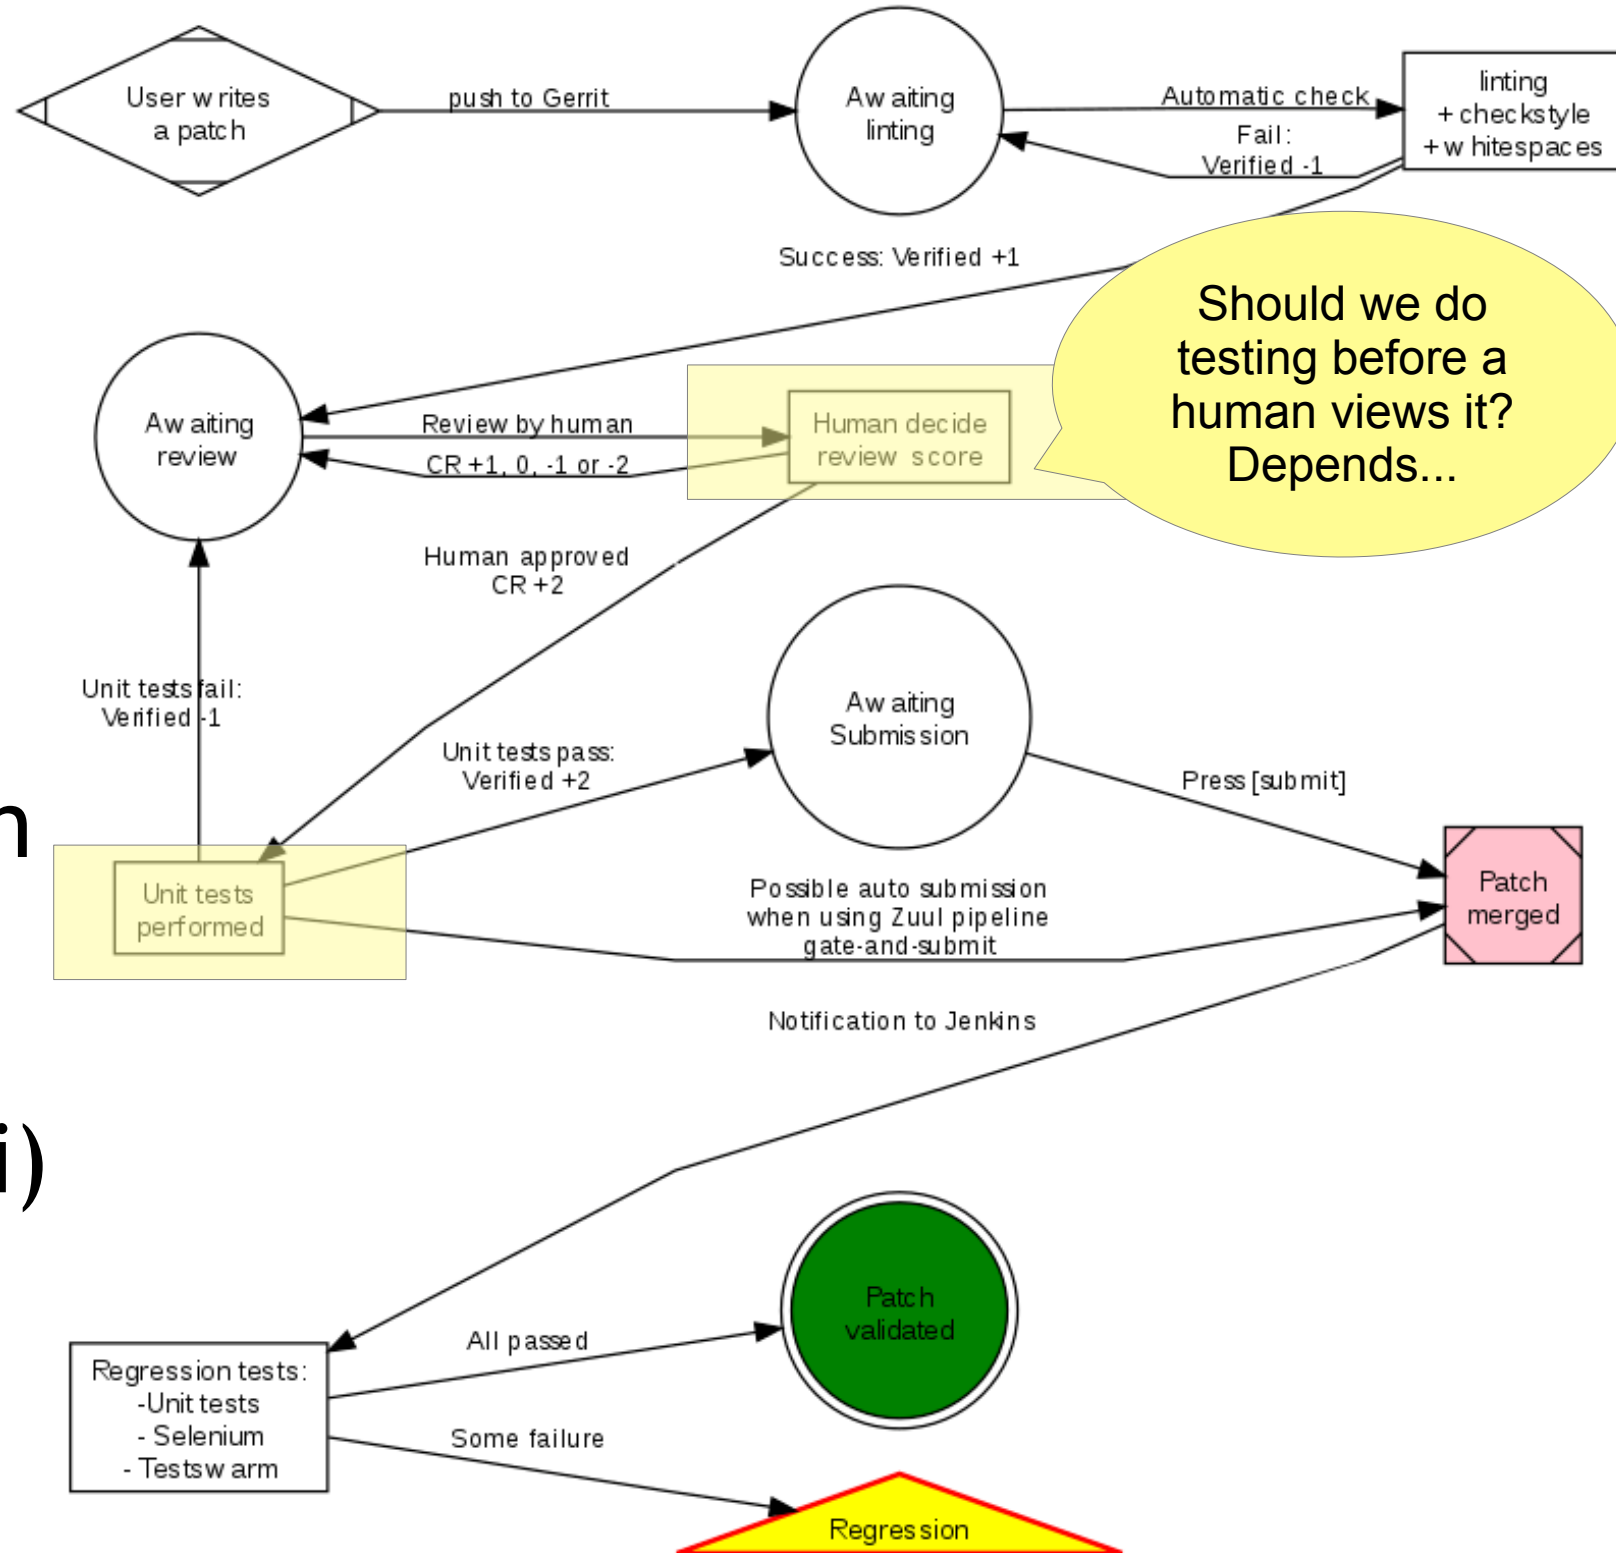 User writes
a patch
push to Gerrit
Awaiting
linting
Automatic check
Fail:
Verified -1
linting
+ checkstyle
+ whitespaces
Success: Verified +1
Should we do
testing before a
human views it?
Depends...
Awaiting
review
Review by human
CR +1, 0, -1 or -2
Human decide
review score
Human approved
CR +2
Unit tests fail:
Verified -1
Unit tests pass:
Verified +2
Awaiting
Submission
Press [submit]
n
Unit tests
performed
Possible auto submission
when using Zuul pipeline
gate-and-submit
Patch
merged
Notification to Jenkins
i)
Patch
validated
All passed
Regression tests:
-Unit tests
- Selenium
- Testswarm
Some failure
Regression